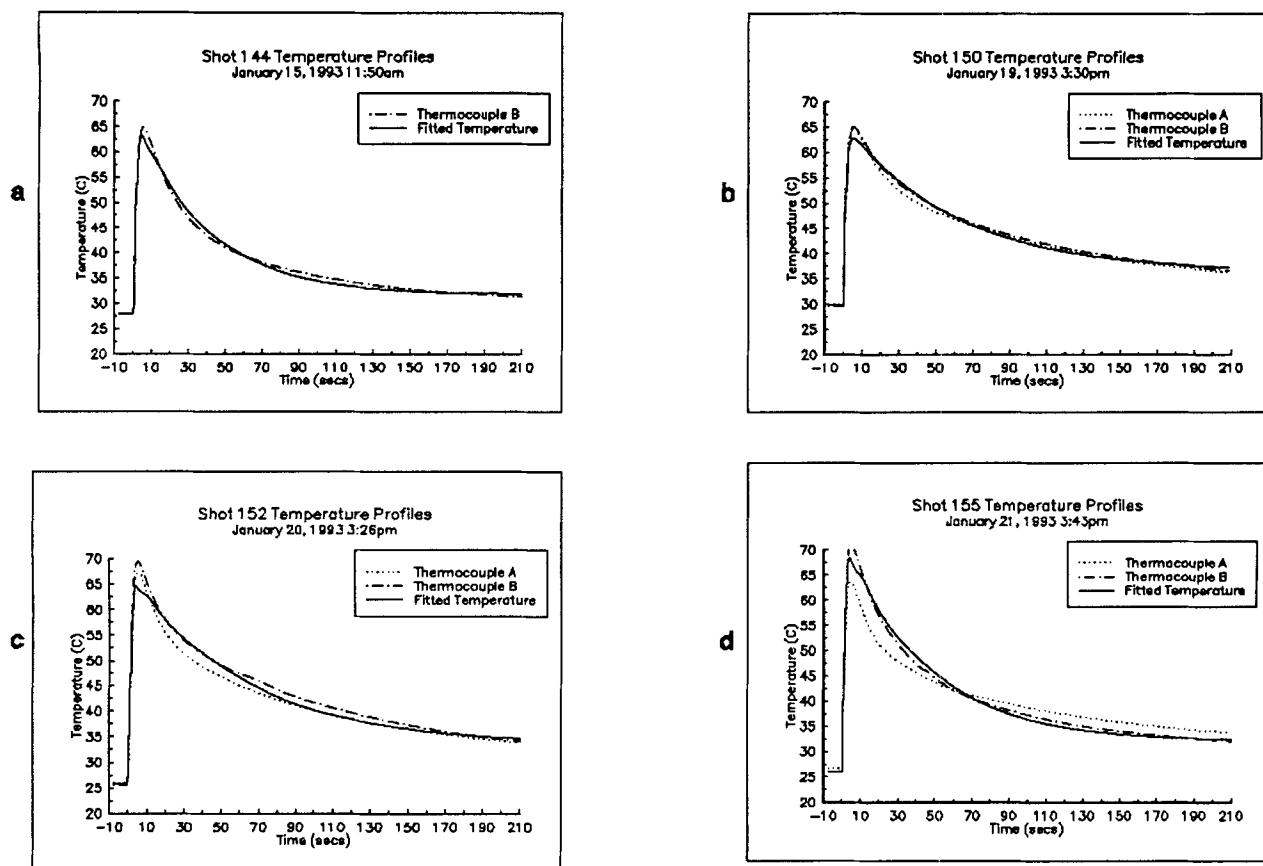 a
Shot 144 Temperature Profiles
January 15, 1993 11:50am
Thermocouple B
Fitted Temperature
Temperature (C)
70
65
60
55
50
45
40
35
30
25
20
-10 10 30 50 70 90 110 130 150 170 190 210
Time (secs)
b
Shot 150 Temperature Profiles
January 19, 1993 3:30pm
Thermocouple A
Thermocouple B
Fitted Temperature
Temperature (C)
70
65
60
55
50
45
40
35
30
25
20
-10 10 30 50 70 90 110 130 150 170 190 210
Time (secs)
c
Shot 152 Temperature Profiles
January 20, 1993 3:26pm
Thermocouple A
Thermocouple B
Fitted Temperature
Temperature (C)
70
65
60
55
50
45
40
35
30
25
20
-10 10 30 50 70 90 110 130 150 170 190 210
Time (secs)
d
Shot 155 Temperature Profiles
January 21, 1993 3:43pm
Thermocouple A
Thermocouple B
Fitted Temperature
Temperature (C)
70
65
60
55
50
45
40
35
30
25
20
-10 10 30 50 70 90 110 130 150 170 190 210
Time (secs)